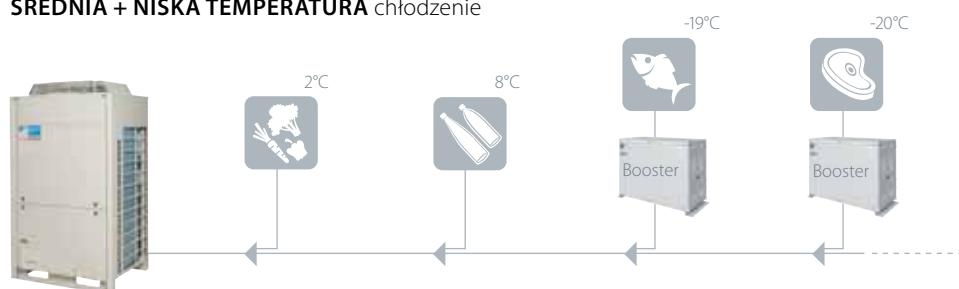 ŚREDNIA + NISKA TEMPERATURA chłodzenie
-19°C
-20°C
2°C
8°C
Booster
Booster